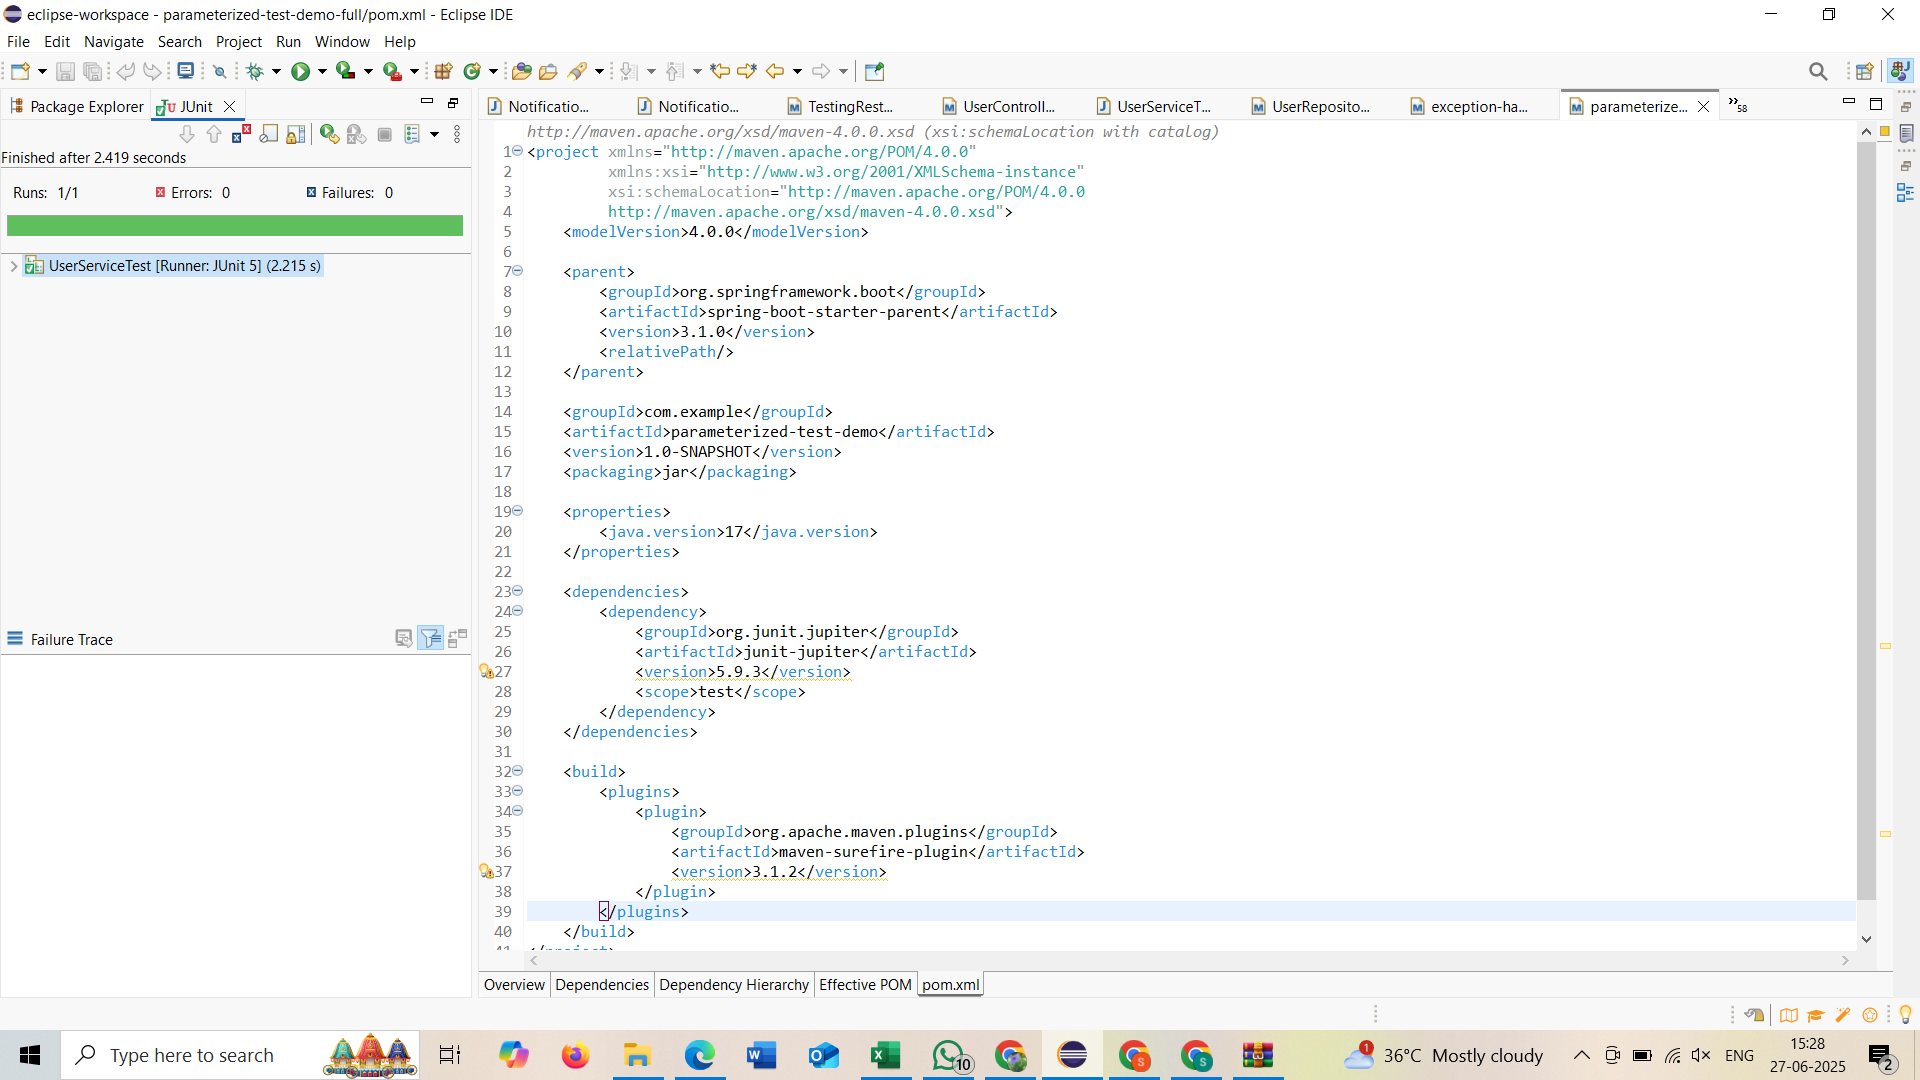 eclipse-workspace - parameterized-test-demo-full/pom.xml - Eclipse IDE
File Edit Navigate Search Project Run Window Help
Package Explorer JUnit
Finished after 2.419 seconds
Runs: 1/1 Errors: 0 Failures: 0
UserServiceTest [Runner: JUnit 5] (2.215 s)
Failure Trace
Notificatio... Notificatio... TestingRest... UserControll... UserServiceT... UserReposito... exception-ha... parameterize... »58
http://maven.apache.org/xsd/maven-4.0.0.xsd (xsi:schemaLocation with catalog)
1 <project xmlns="http://maven.apache.org/POM/4.0.0"
2 xmlns:xsi="http://www.w3.org/2001/XMLSchema-instance"
3 xsi:schemaLocation="http://maven.apache.org/POM/4.0.0
4 http://maven.apache.org/xsd/maven-4.0.0.xsd">
5 <modelVersion>4.0.0</modelVersion>
6
7 <parent>
8 <groupId>org.springframework.boot</groupId>
9 <artifactId>spring-boot-starter-parent</artifactId>
10 <version>3.1.0</version>
11 <relativePath/>
12 </parent>
13
14 <groupId>com.example</groupId>
15 <artifactId>parameterized-test-demo</artifactId>
16 <version>1.0-SNAPSHOT</version>
17 <packaging>jar</packaging>
18
19 <properties>
20 <java.version>17</java.version>
21 </properties>
22
23 <dependencies>
24 <dependency>
25 <groupId>org.junit.jupiter</groupId>
26 <artifactId>junit-jupiter</artifactId>
27 <version>5.9.3</version>
28 <scope>test</scope>
29 </dependency>
30 </dependencies>
31
32 <build>
33 <plugins>
34 <plugin>
35 <groupId>org.apache.maven.plugins</groupId>
36 <artifactId>maven-surefire-plugin</artifactId>
37 <version>3.1.2</version>
38 </plugin>
39 </plugins>
40 </build>
41 </project>
Overview Dependencies Dependency Hierarchy Effective POM pom.xml
Type here to search
10
1
36°C Mostly cloudy
ENG
15:28
27-06-2025
2